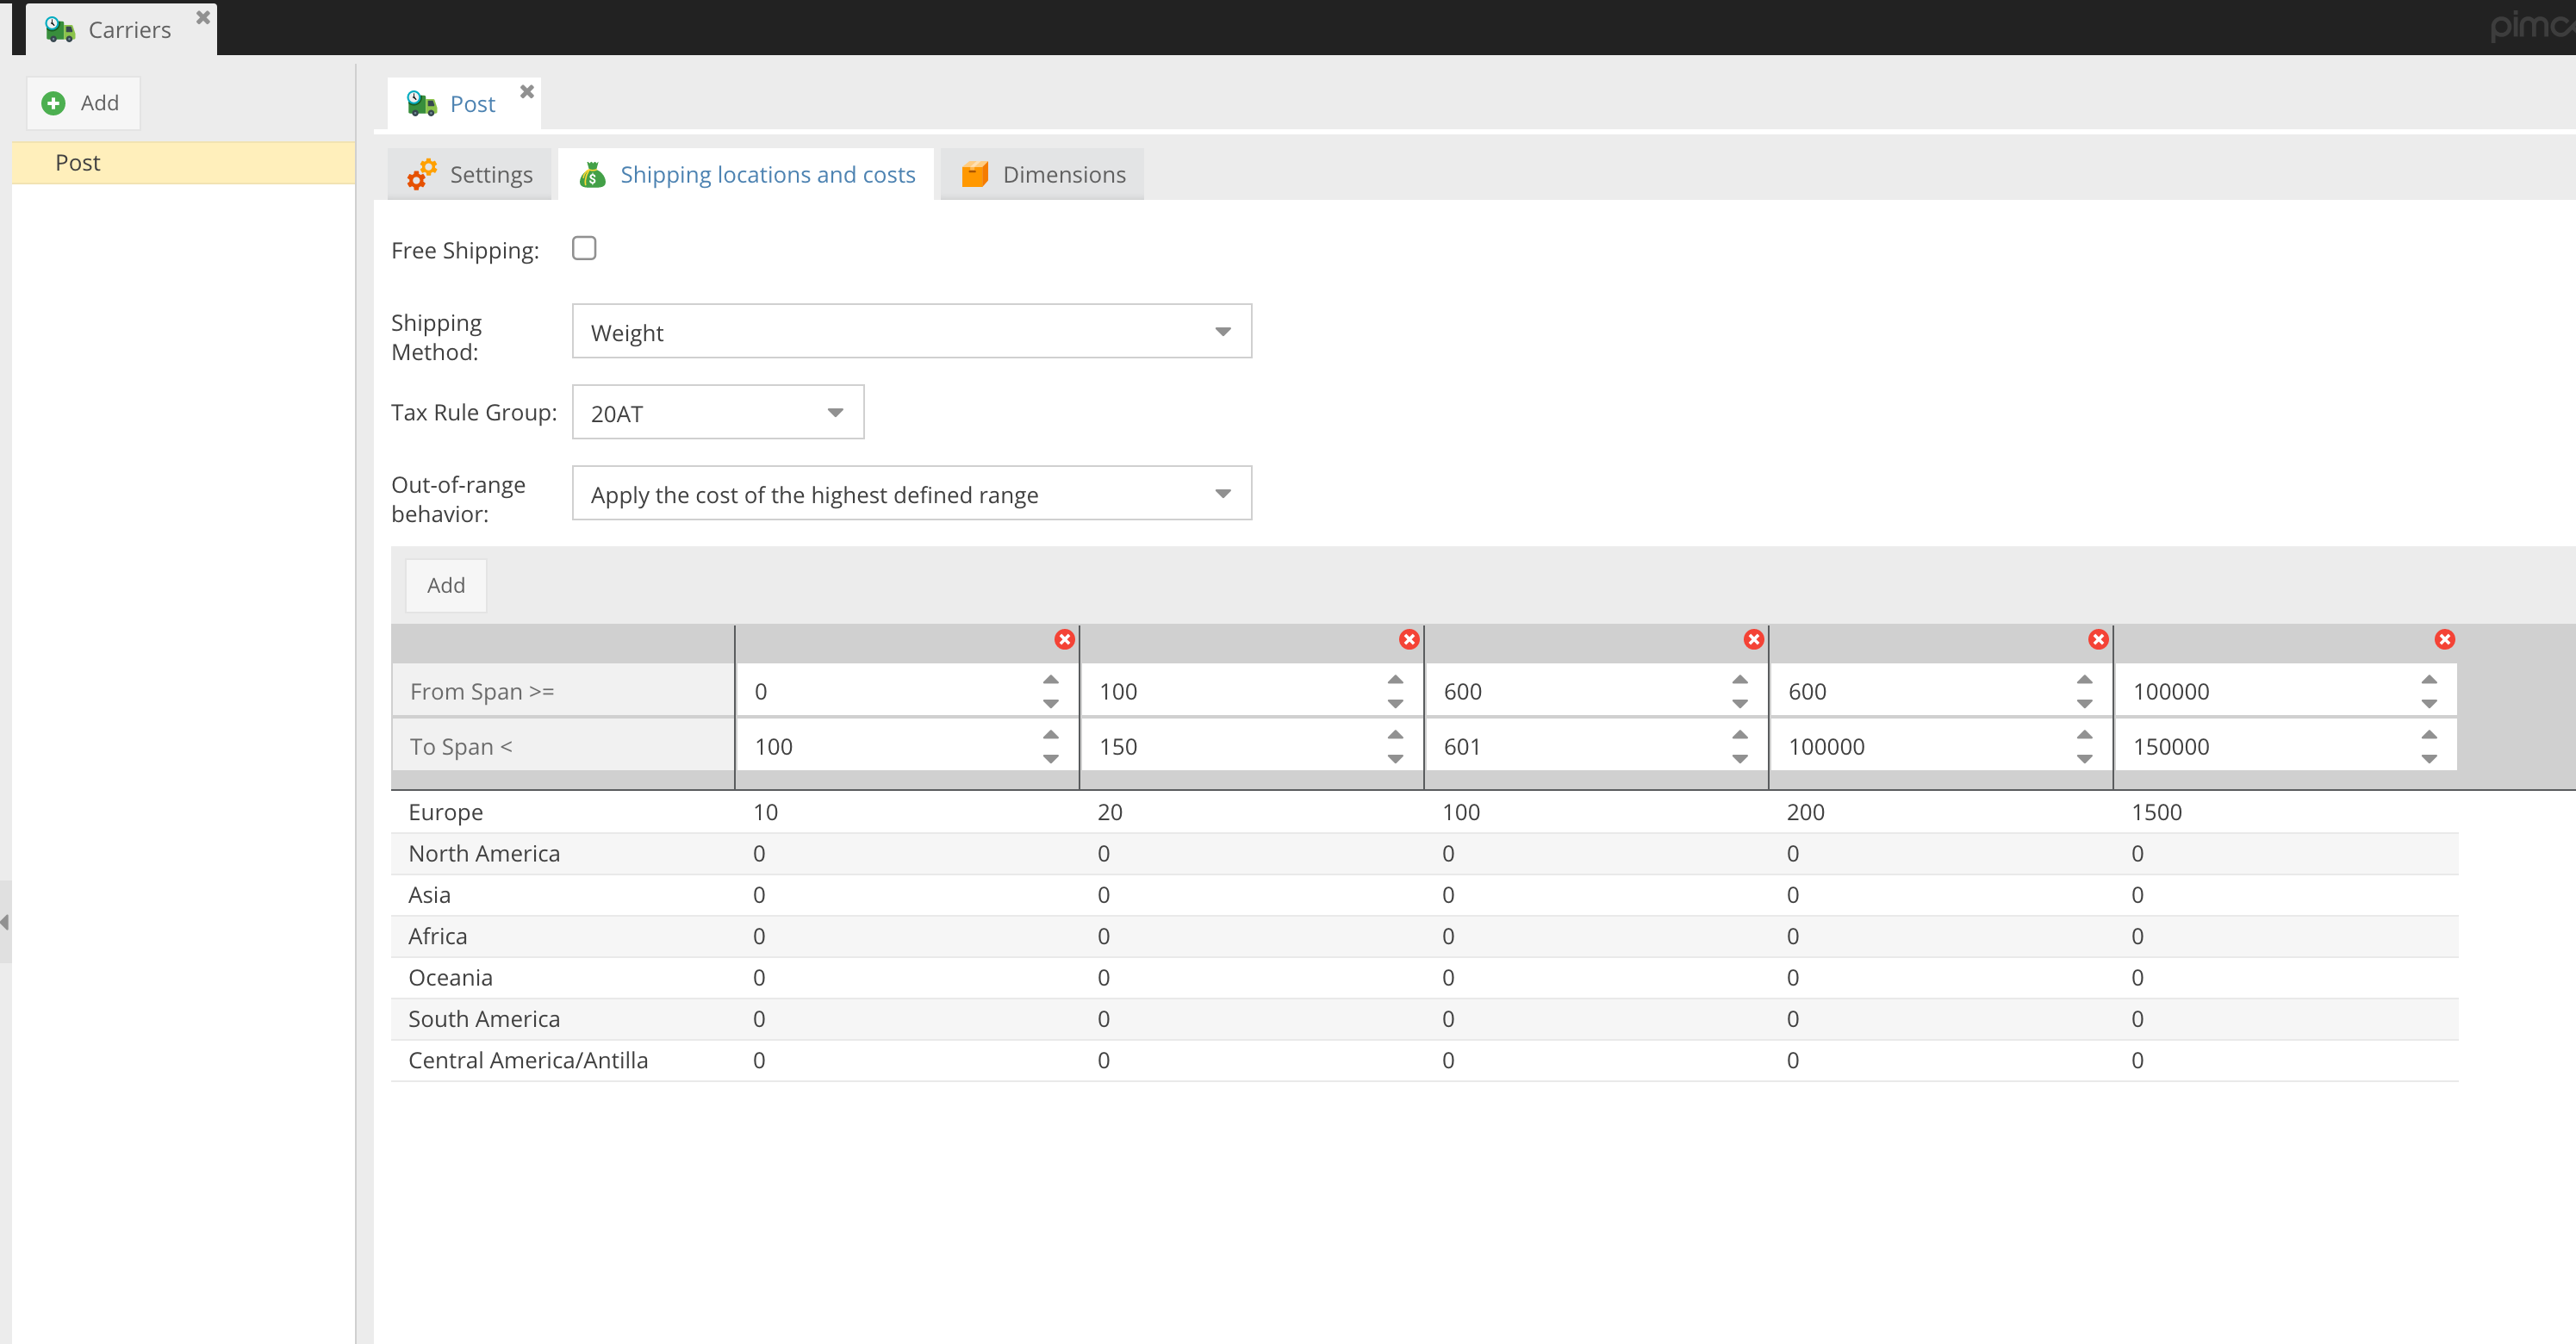 Carriers
Add
Post
Post
Settings
Shipping locations and costs
Dimensions
Free Shipping:
Shipping
Method:
Weight
Tax Rule Group:
20AT
Out-of-range
behavior:
Apply the cost of the highest defined range
Add
From Span >= 0 100 600 600 100000
To Span < 100 150 601 100000 150000
Europe 10 20 100 200 1500
North America 0 0 0 0 0
Asia 0 0 0 0 0
Africa 0 0 0 0 0
Oceania 0 0 0 0 0
South America 0 0 0 0 0
Central America/Antilla 0 0 0 0 0